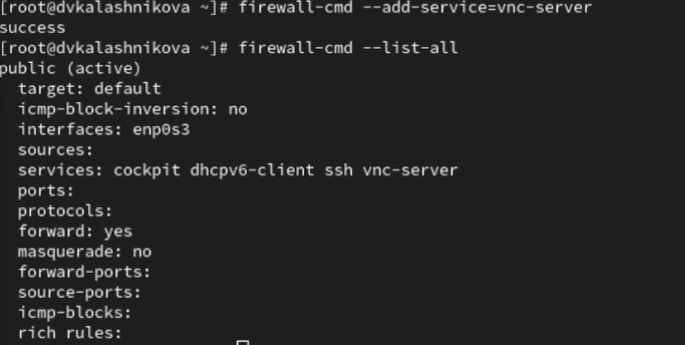 [root@dvkalashnikova ~]# firewall-cmd --add-service=vnc-server
success
[root@dvkalashnikova ~]# firewall-cmd --list-all
public (active)
  target: default
  icmp-block-inversion: no
  interfaces: enp0s3
  sources:
  services: cockpit dhcpv6-client ssh vnc-server
  ports:
  protocols:
  forward: yes
  masquerade: no
  forward-ports:
  source-ports:
  icmp-blocks:
  rich rules: